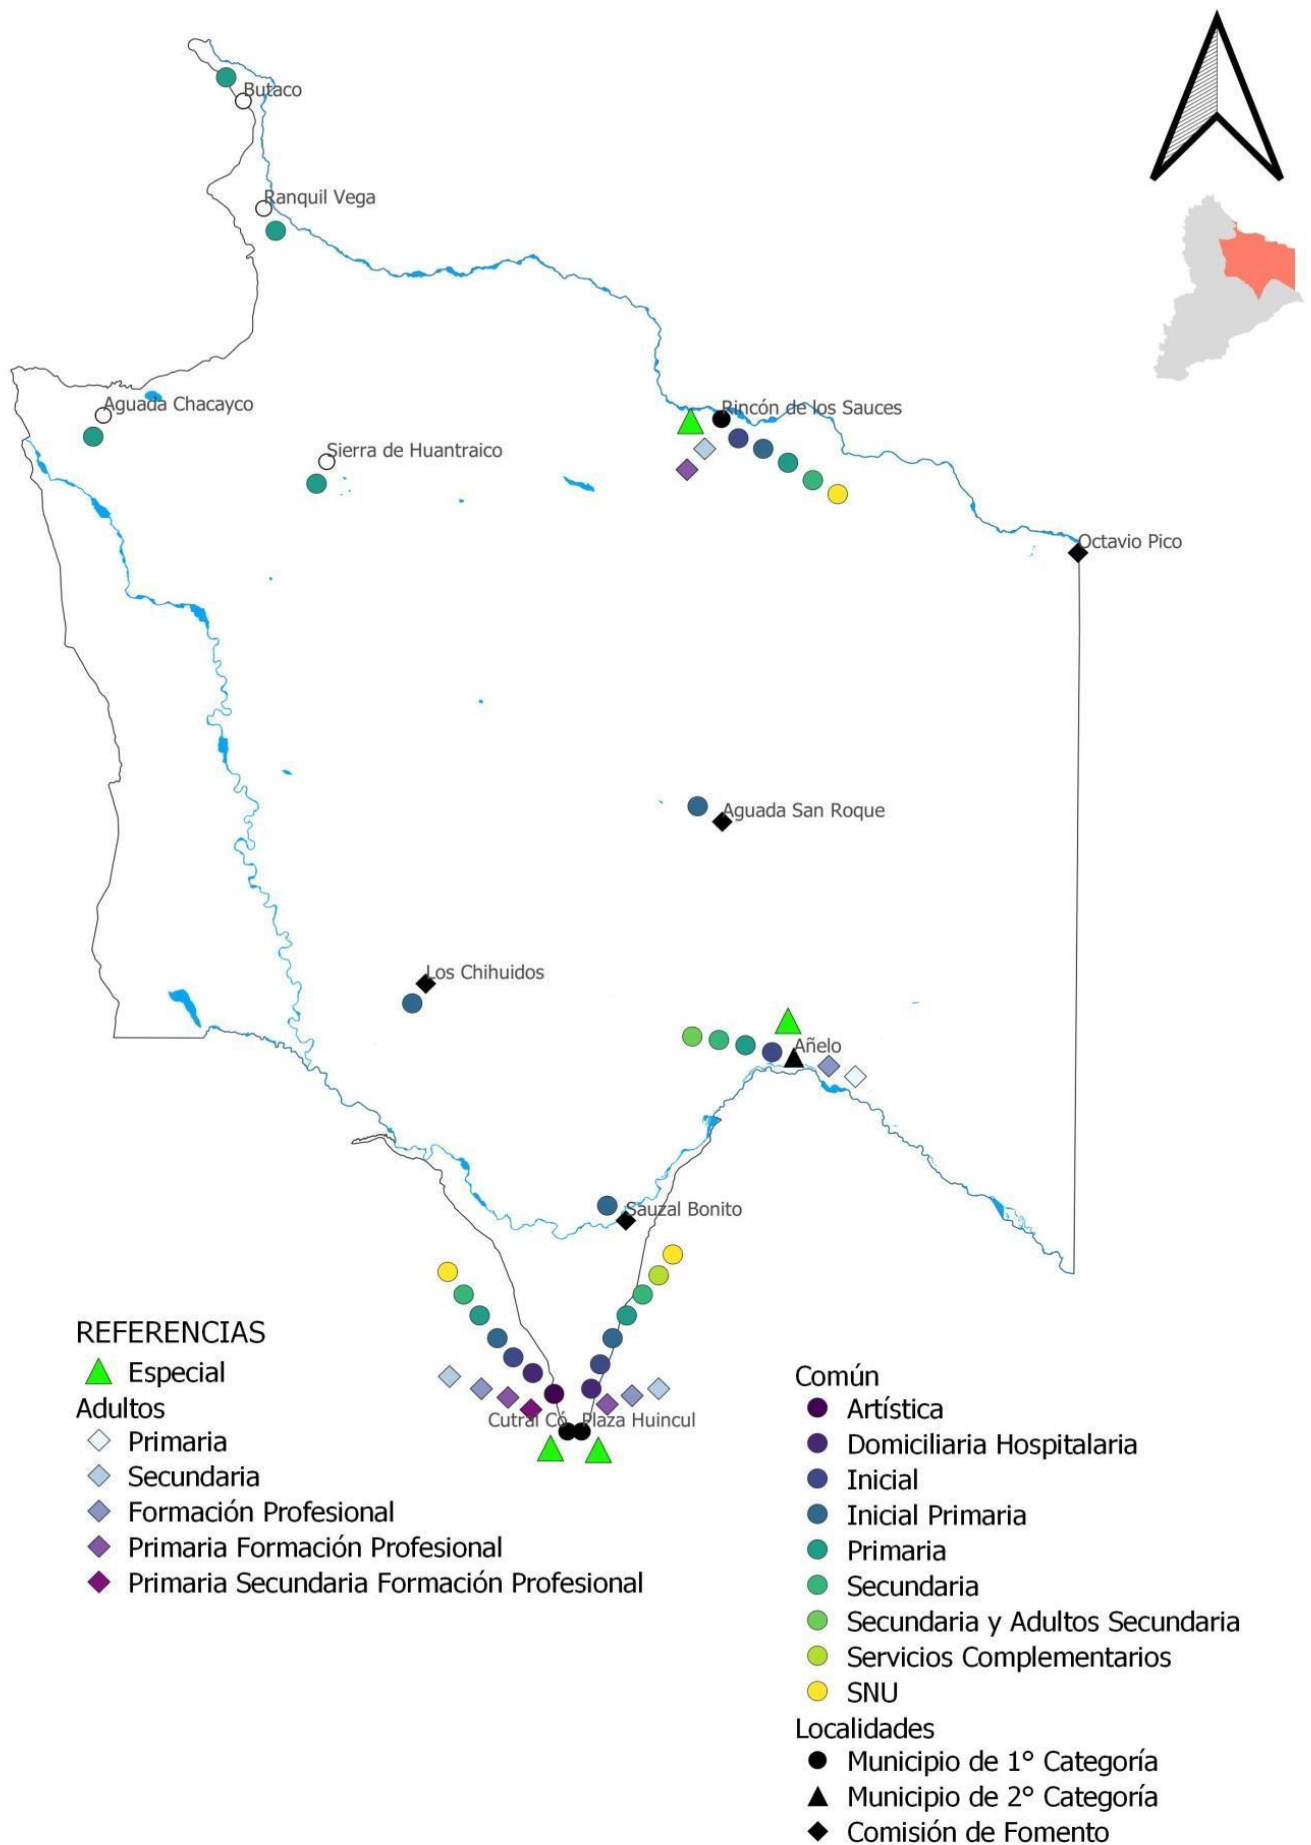 Butaco
Ranquil Vega
Aguada Chacayco
Rincón de los Sauces
Sierra de Huantraico
Octavio Pico
Aguada San Roque
Los Chihuidos
Añelo
Sauzal Bonito
Cutral Có
Plaza Huincul
REFERENCIAS
Especial
Adultos
Primaria
Secundaria
Formación Profesional
Primaria Formación Profesional
Primaria Secundaria Formación Profesional
Común
Artística
Domiciliaria Hospitalaria
Inicial
Inicial Primaria
Primaria
Secundaria
Secundaria y Adultos Secundaria
Servicios Complementarios
SNU
Localidades
Municipio de 1° Categoría
Municipio de 2° Categoría
Comisión de Fomento